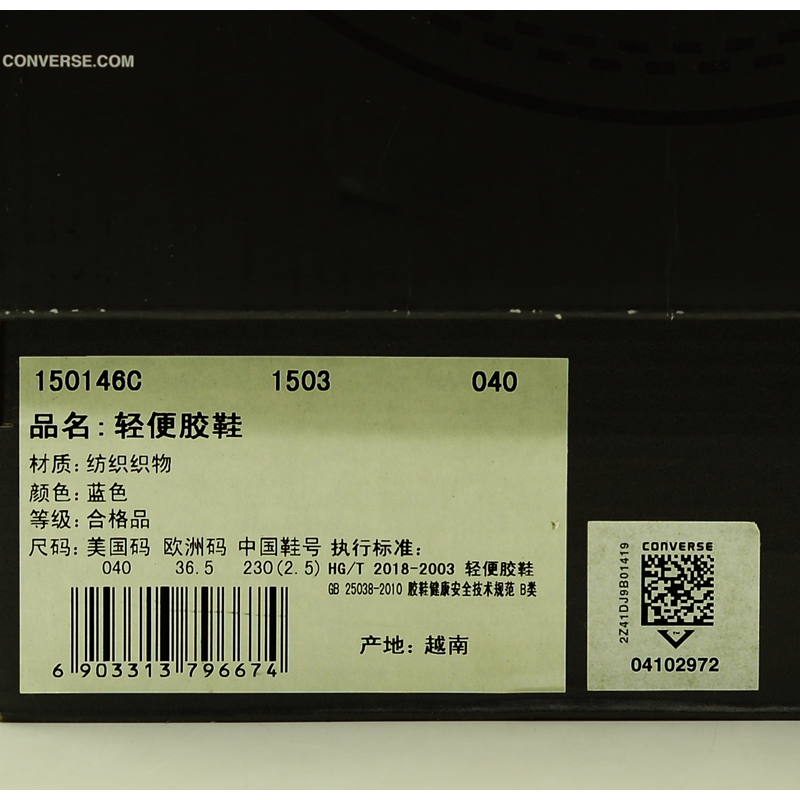 CONVERSE.COM
150146C 1503 040
品名:轻便胶鞋
材质:纺织织物
颜色:蓝色
等级:合格品
尺码:美国码 欧洲码 中国鞋号 执行标准:
040 36.5 230(2.5) HG/T 2018-2003 轻便胶鞋
GB 25038-2010 胶鞋健康安全技术规范 B类
产地:越南
6 903313 796674
CONVERSE
2Z41DJ9B01419
04102972